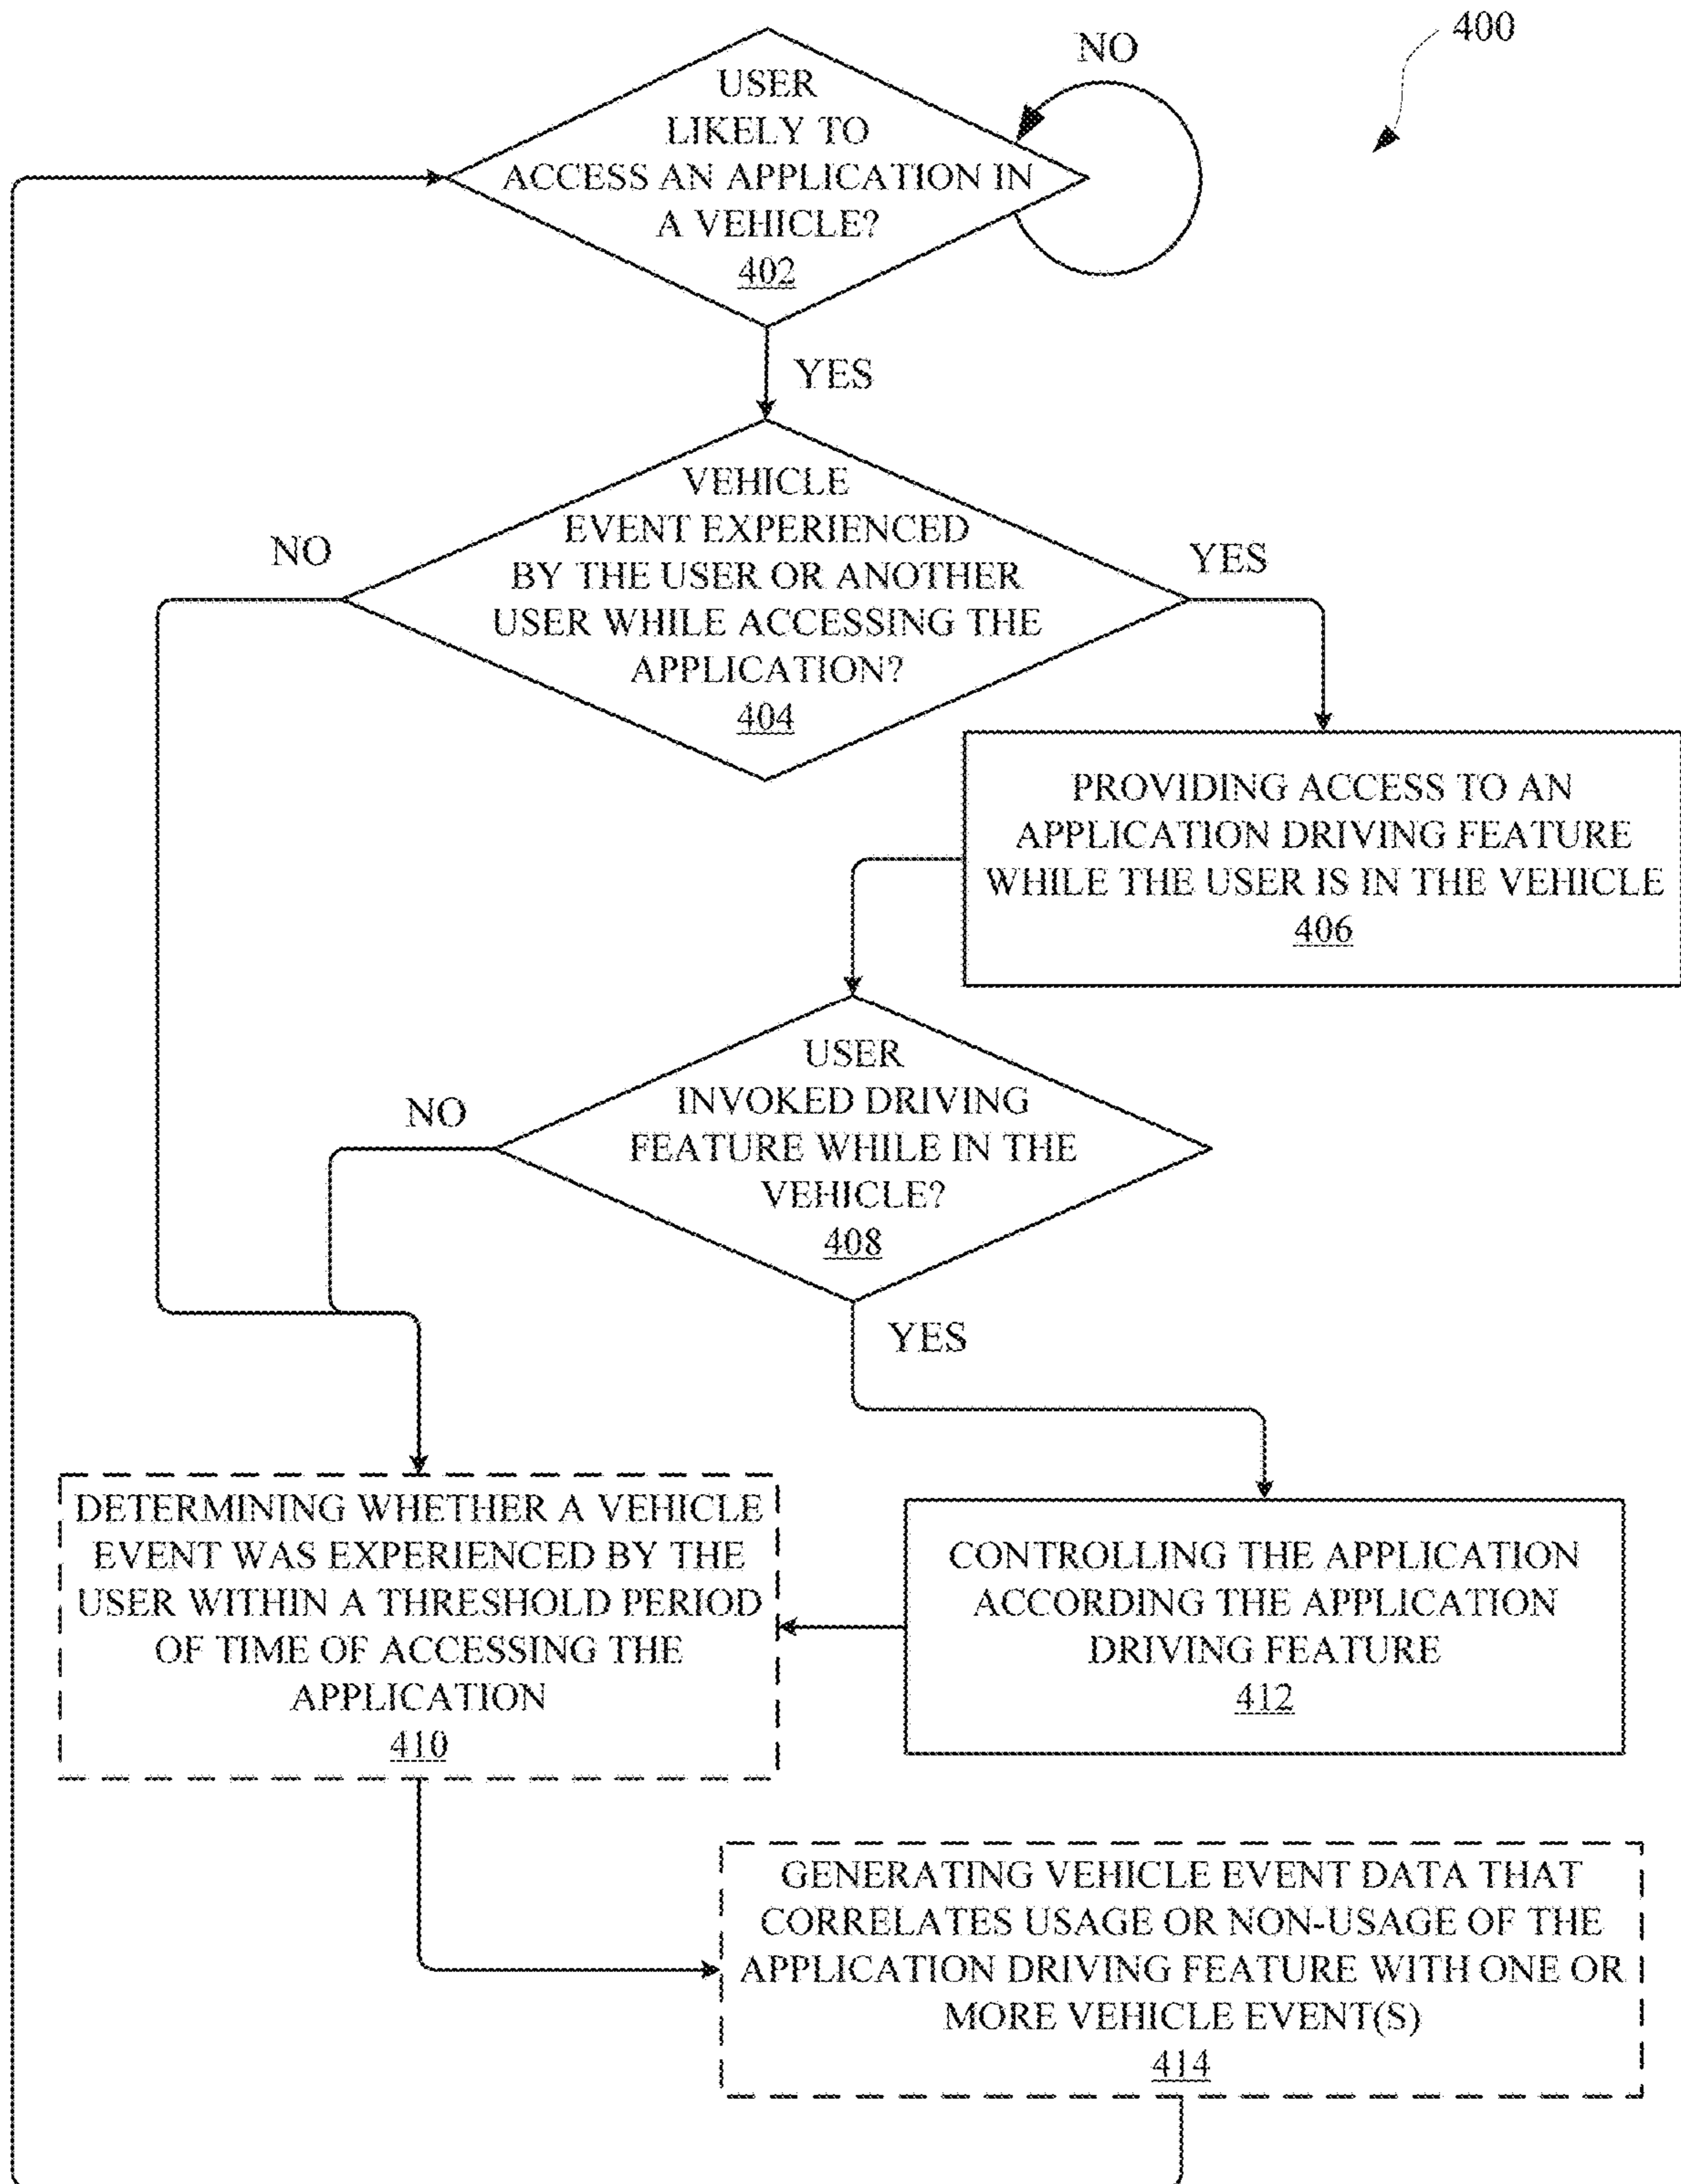 400
NO
USER
LIKELY TO
ACCESS AN APPLICATION IN
A VEHICLE?
402
YES
VEHICLE
EVENT EXPERIENCED
BY THE USER OR ANOTHER
USER WHILE ACCESSING THE
APPLICATION?
404
NO
YES
PROVIDING ACCESS TO AN
APPLICATION DRIVING FEATURE
WHILE THE USER IS IN THE VEHICLE
406
USER
INVOKED DRIVING
FEATURE WHILE IN THE
VEHICLE?
408
NO
YES
DETERMINING WHETHER A VEHICLE
EVENT WAS EXPERIENCED BY THE
USER WITHIN A THRESHOLD PERIOD
OF TIME OF ACCESSING THE
APPLICATION
410
CONTROLLING THE APPLICATION
ACCORDING THE APPLICATION
DRIVING FEATURE
412
GENERATING VEHICLE EVENT DATA THAT
CORRELATES USAGE OR NON-USAGE OF THE
APPLICATION DRIVING FEATURE WITH ONE OR
MORE VEHICLE EVENT(S)
414